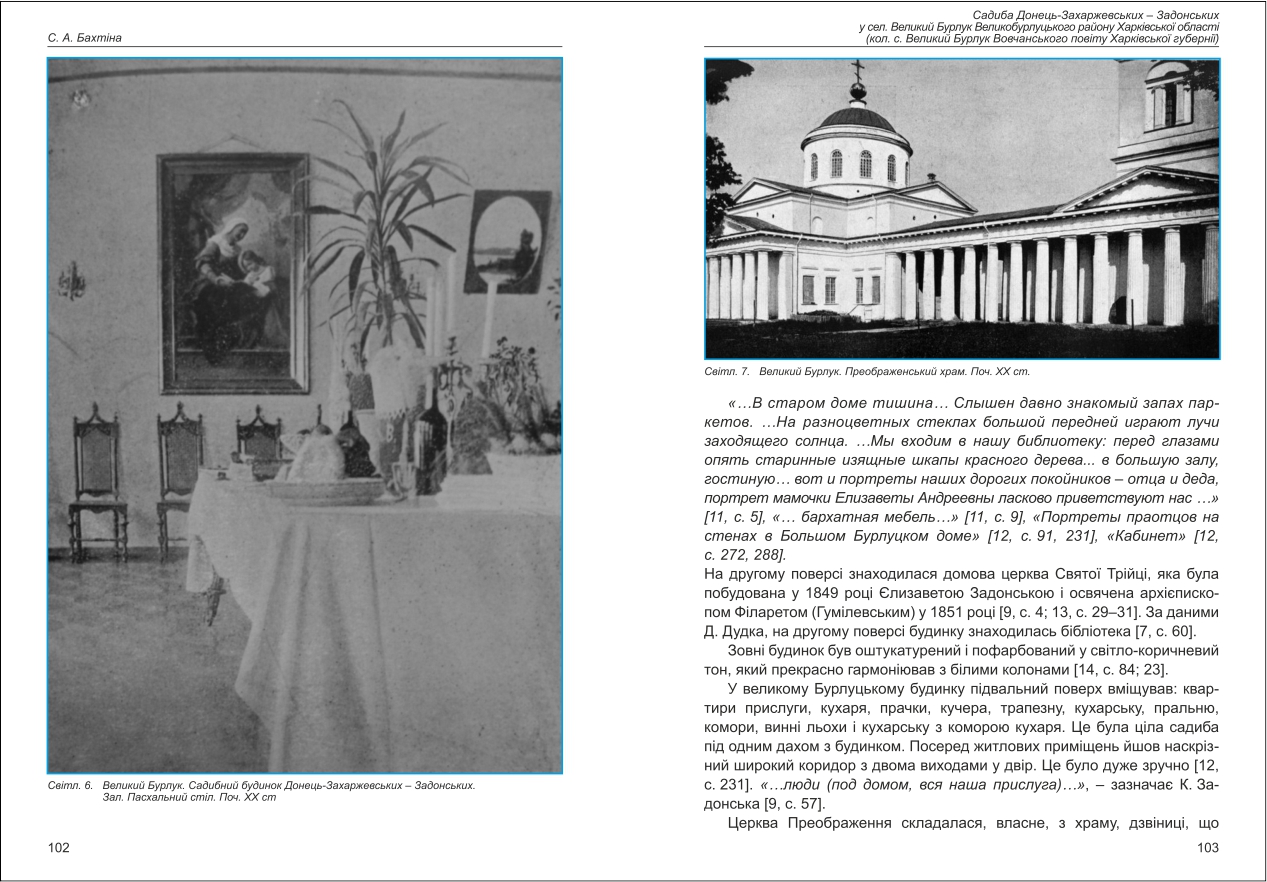 С. А. Бахтіна
Світл. 6. Великий Бурлук. Садибний будинок Донець-Захаржевських – Задонських.
Зал. Пасхальний стіл. Поч. ХХ ст
102
Садиба Донець-Захаржевських – Задонських
у сел. Великий Бурлук Великобурлуцького району Харківської області
(кол. с. Великий Бурлук Вовчанського повіту Харківської губернії)
Світл. 7. Великий Бурлук. Преображенський храм. Поч. ХХ ст.
«…В старом доме тишина… Слышен давно знакомый запах пар-
кетов. …На разноцветных стеклах большой передней играют лучи
заходящего солнца. …Мы входим в нашу библиотеку: перед глазами
опять старинные изящные шкапы красного дерева... в большую залу,
гостиную… вот и портреты наших дорогих покойников – отца и деда,
портрет мамочки Елизаветы Андреевны ласково приветствуют нас …»
[11, с. 5], «… бархатная мебель…» [11, с. 9], «Портреты праотцов на
стенах в Большом Бурлуцком доме» [12, с. 91, 231], «Кабинет» [12,
с. 272, 288].
На другому поверсі знаходилася домова церква Святої Трійці, яка була
побудована у 1849 році Єлизаветою Задонською і освячена архієписко-
пом Філаретом (Гумілевським) у 1851 році [9, с. 4; 13, с. 29–31]. За даними
Д. Дудка, на другому поверсі будинку знаходилась бібліотека [7, с. 60].
Зовні будинок був оштукатурений і пофарбований у світло-коричневий
тон, який прекрасно гармоніював з білими колонами [14, с. 84; 23].
У великому Бурлуцькому будинку підвальний поверх вміщував: квар-
тири прислуги, кухаря, прачки, кучера, трапезну, кухарську, пральню,
комори, винні льохи і кухарську з коморою кухаря. Це була ціла садиба
під одним дахом з будинком. Посеред житлових приміщень йшов наскріз-
ний широкий коридор з двома виходами у двір. Це було дуже зручно [12,
с. 231]. «…люди (под домом, вся наша прислуга)…», – зазначає К. За-
донська [9, с. 57].
Церква Преображення складалася, власне, з храму, дзвіниці, що
103